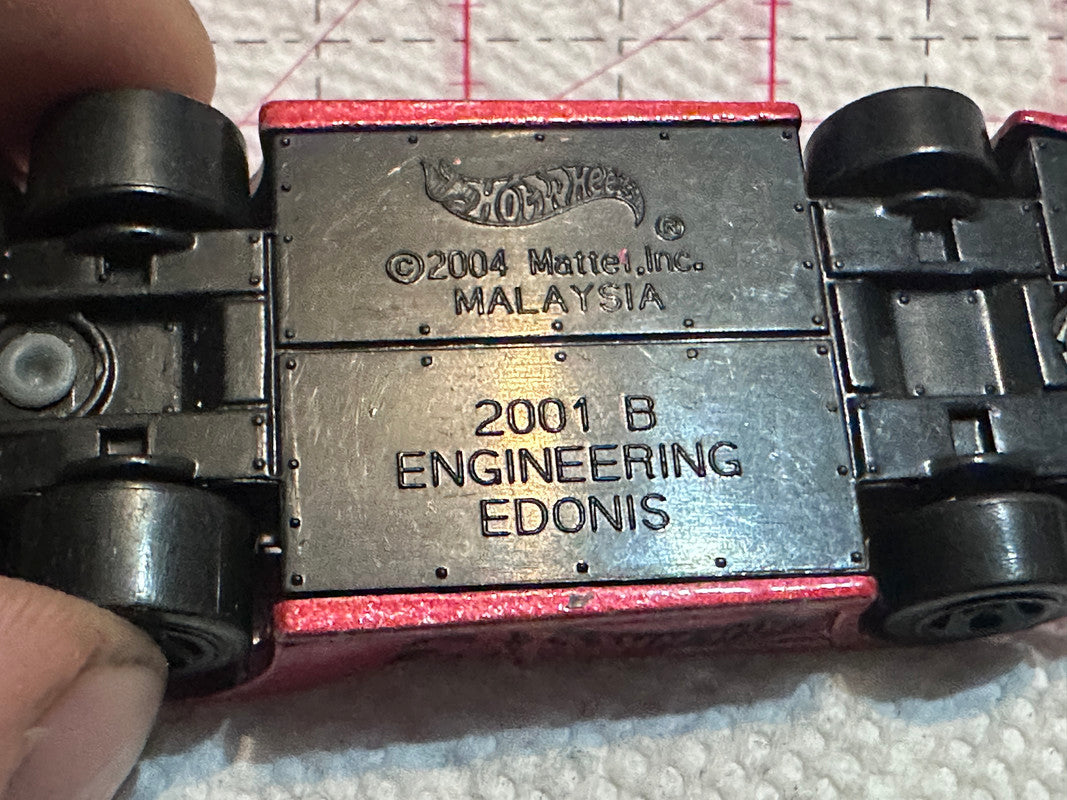 HOT WHEELS
®
©2004 Mattel, Inc.
MALAYSIA
2001 B
ENGINEERING
EDONIS